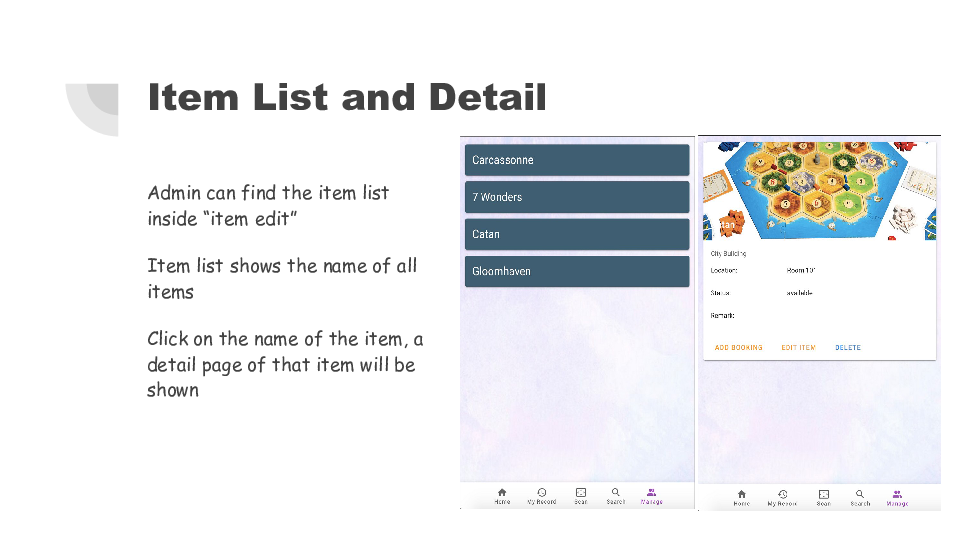 Item List and Detail
Admin can find the item list
inside “item edit”
Item list shows the name of all
items
Click on the name of the item, a
detail page of that item will be
shown
Carcassonne
7 Wonders
Catan
Gloomhaven
Home My Record Scan Search Manage
City Building
Location: Room 101
Status: available
Remark:
ADD BOOKING EDIT ITEM DELETE
Home My Record Scan Search Manage